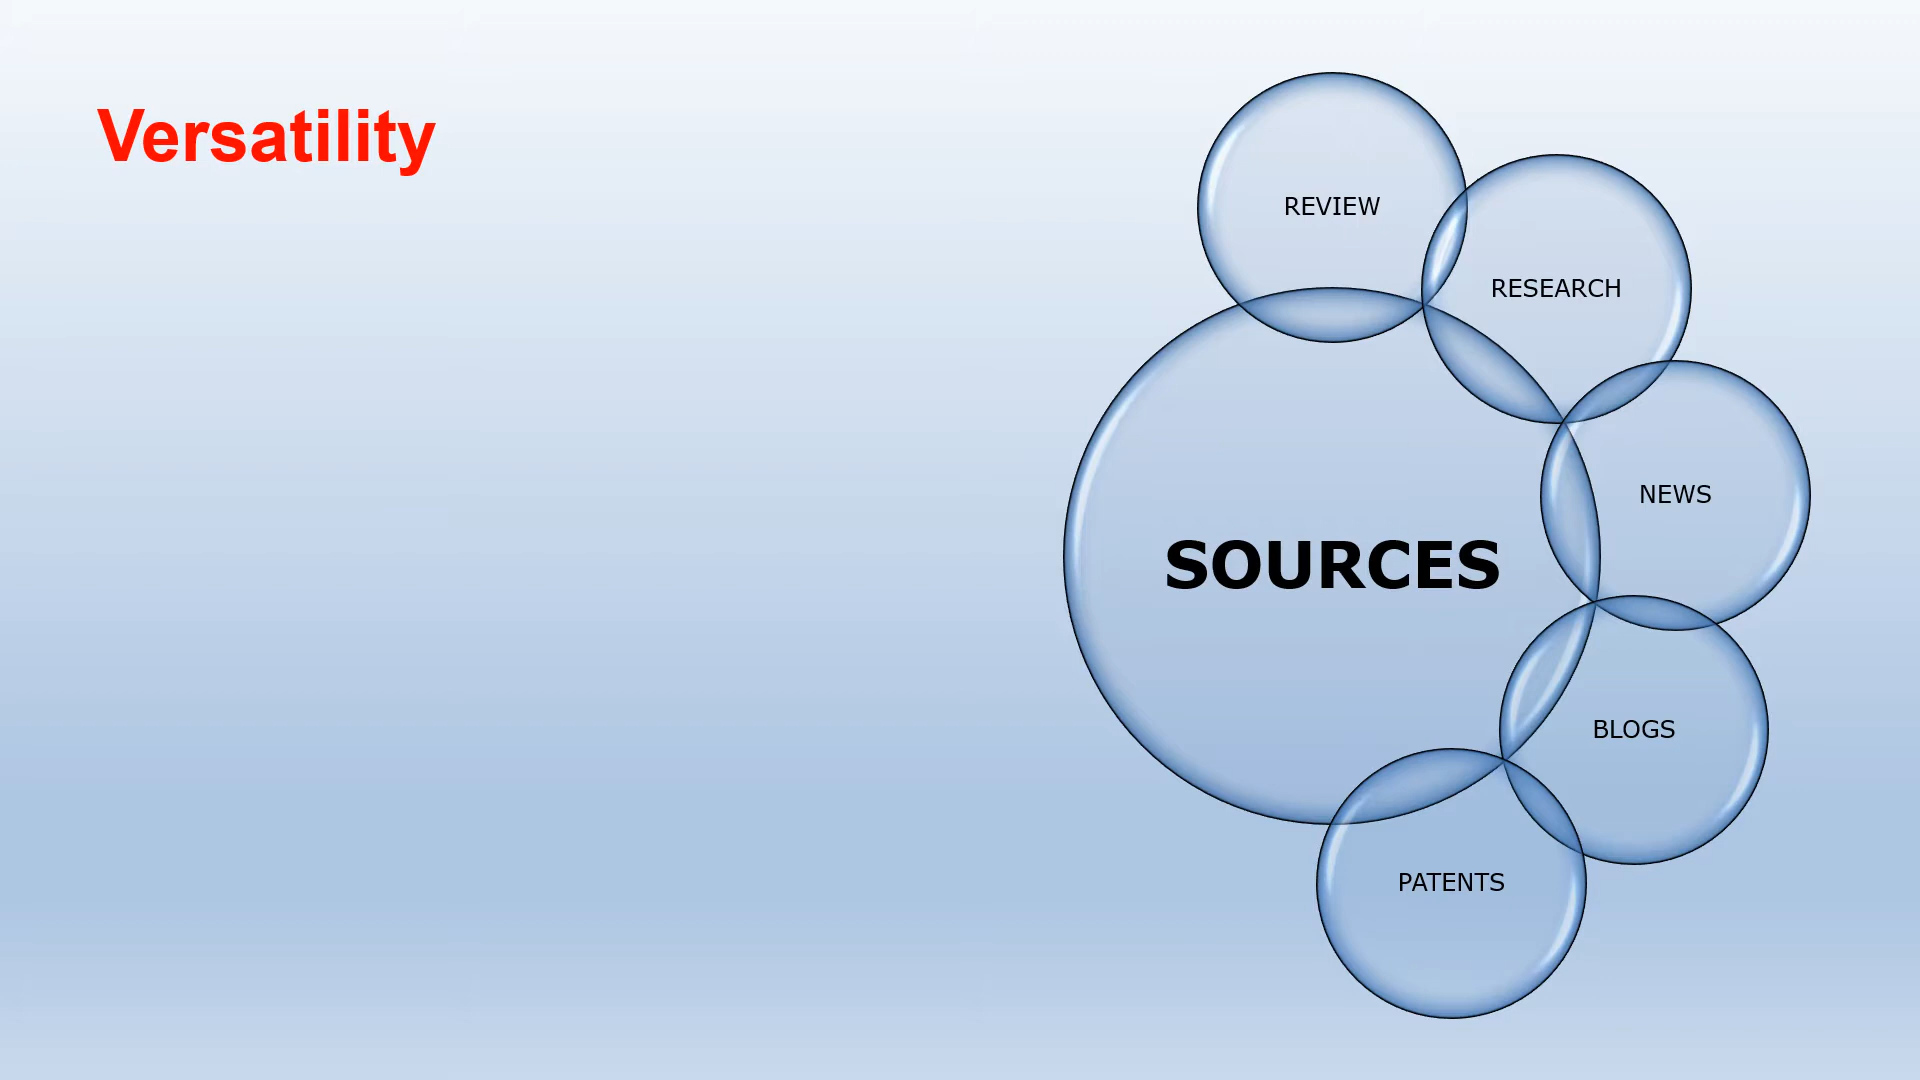 Versatility
REVIEW
RESEARCH
NEWS
SOURCES
BLOGS
PATENTS